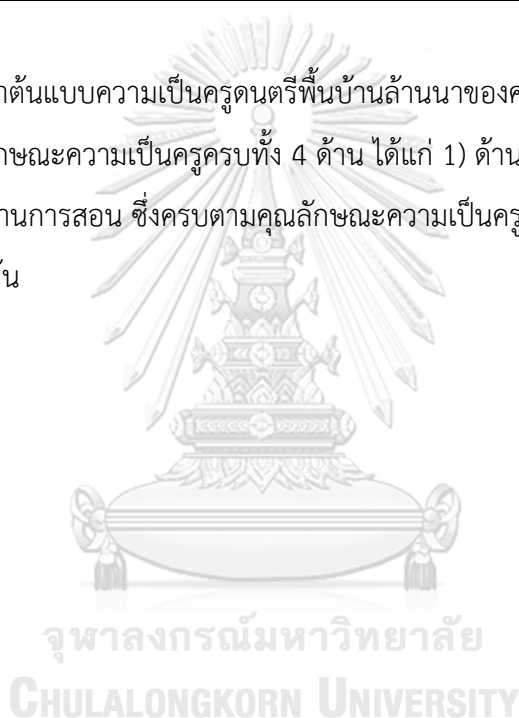 าต้นแบบความเป็นครูดนตรีพื้นบ้านล้านนาของค
กษณะความเป็นครูครบทั้ง 4 ด้าน ได้แก่ 1) ด้าน
านการสอน ซึ่งครบตามคุณลักษณะความเป็นครู
น
จุฬาลงกรณ์มหาวิทยาลัย
CHULALONGKORN UNIVERSITY